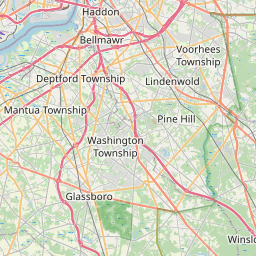 Haddon
Bellmawr
Voorhees
Township
Deptford Township
Lindenwold
Mantua Township
Pine Hill
Washington
Township
Glassboro
Winslo